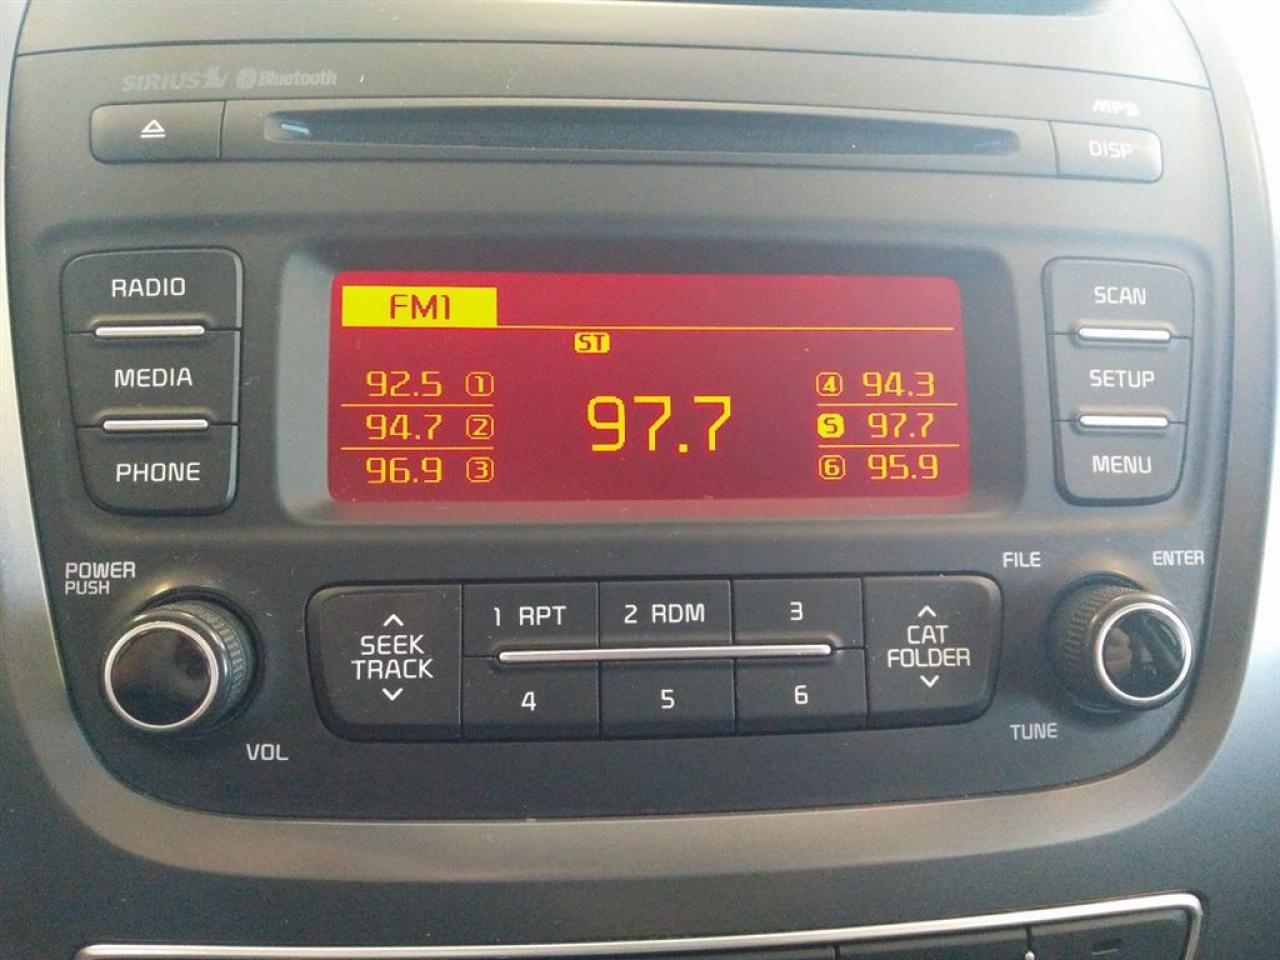 SIRIUS Bluetooth
MP3
DISP
RADIO
MEDIA
PHONE
FM1
ST
92.5 1
94.7 2
96.9 3
97.7
4 94.3
5 97.7
6 95.9
SCAN
SETUP
MENU
POWER
PUSH
VOL
SEEK
TRACK
1 RPT
2 RDM
3
4
5
6
CAT
FOLDER
FILE
ENTER
TUNE